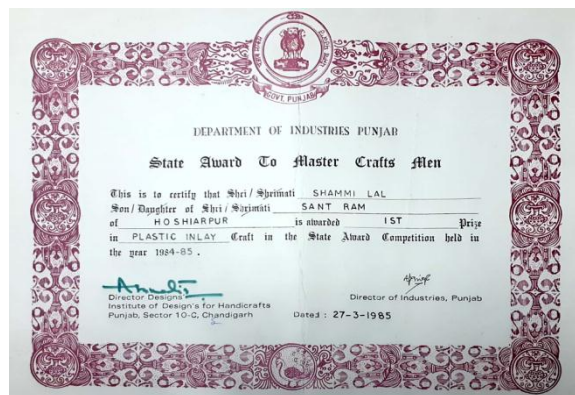 GOVT. PUNJAB
DEPARTMENT OF INDUSTRIES PUNJAB
State Award To Master Crafts Men
This is to certify that Shri/Shrimati SHAMMI LAL
Son/Daughter of Shri/Shrimati SANT RAM
of HOSHIARPUR is awarded IST Prize
in PLASTIC INLAY Craft in the State Award Competition held in
the year 1984-85.
Director Designs
Institute of Design's for Handicrafts
Punjab, Sector 10-C, Chandigarh
Director of Industries, Punjab
Dated : 27-3-1985